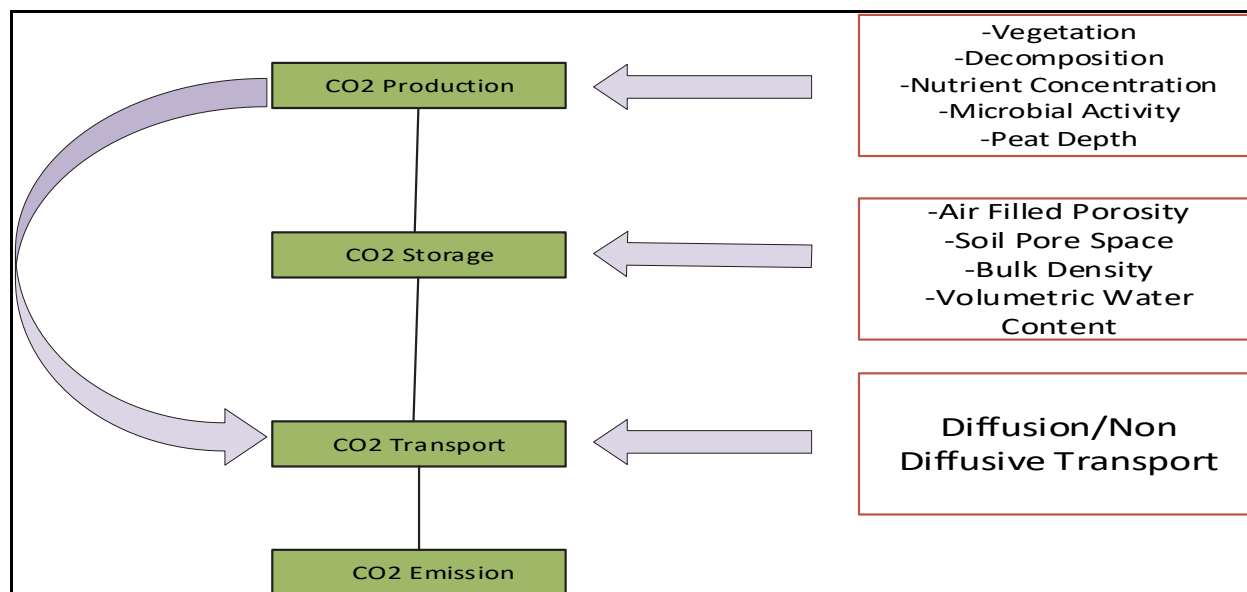 CO2 Production
-Vegetation
-Decomposition
-Nutrient Concentration
-Microbial Activity
-Peat Depth
CO2 Storage
-Air Filled Porosity
-Soil Pore Space
-Bulk Density
-Volumetric Water
Content
CO2 Transport
Diffusion/Non
Diffusive Transport
CO2 Emission